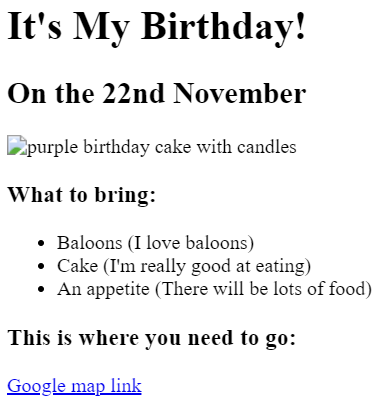 It's My Birthday!
On the 22nd November
purple birthday cake with candles
What to bring:
Baloons (I love baloons)
Cake (I'm really good at eating)
An appetite (There will be lots of food)
This is where you need to go:
Google map link